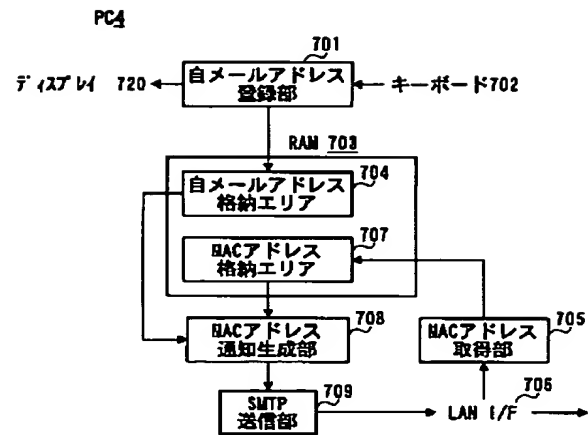 PC4
701
ディスプレイ 720
自メールアドレス
登録部
キーボード702
RAM 703
704
自メールアドレス
格納エリア
707
MACアドレス
格納エリア
708
MACアドレス
通知生成部
705
MACアドレス
取得部
709
SMTP
送信部
706
LAN I/F